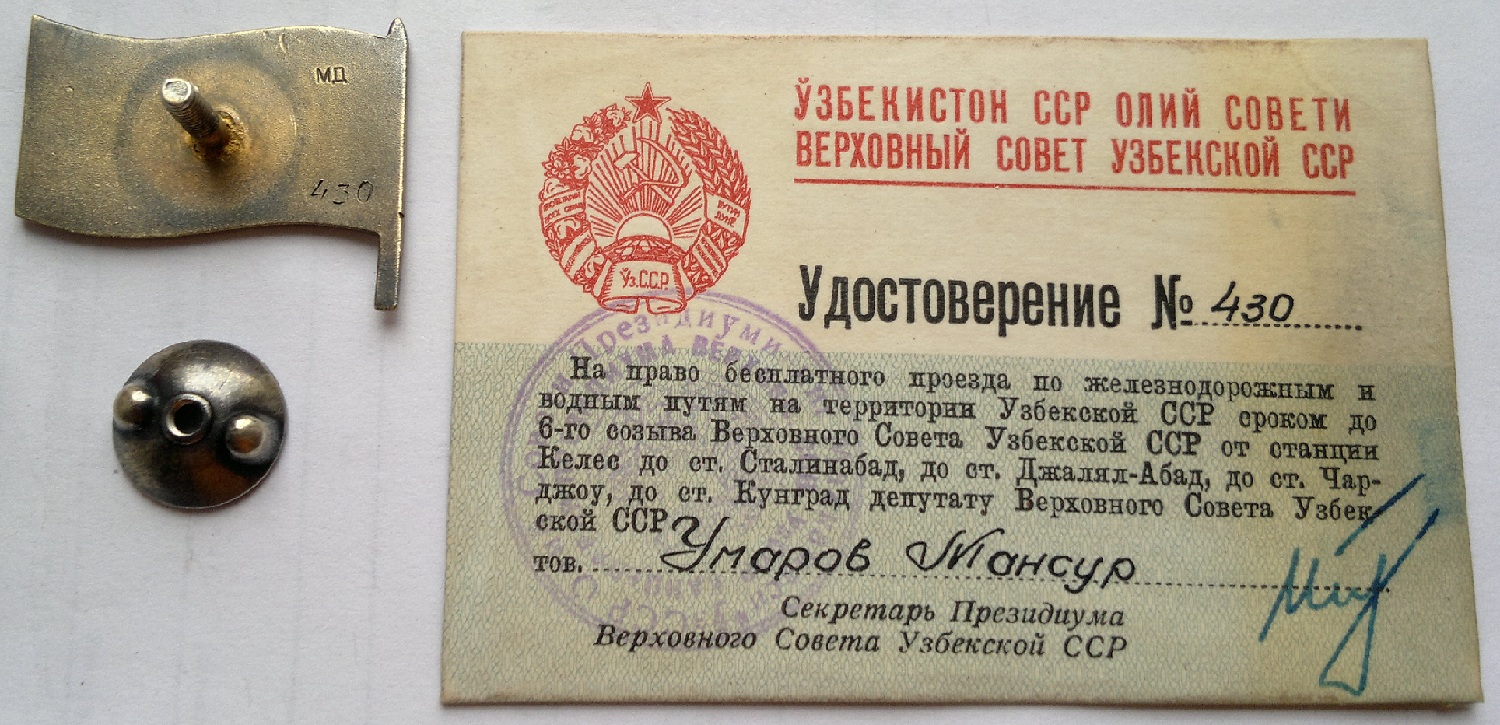 МД
430
ЎЗБЕКИСТОН ССР ОЛИЙ СОВЕТИ
ВЕРХОВНЫЙ СОВЕТ УЗБЕКСКОЙ ССР
Ўз.С.С.Р.
Удостоверение № 430
Президиуми
На право бесплатного проезда по железнодорожным и
водным путям на территории Узбекской ССР сроком до
6-го созыва Верховного Совета Узбекской ССР от станции
Келес до ст. Сталинабад, до ст. Джалял-Абад, до ст. Чар-
джоу, до ст. Кунград депутату Верховного Совета Узбек-
ской ССР
тов. Умаров Мансур
Секретарь Президиума
Верховного Совета Узбекской ССР